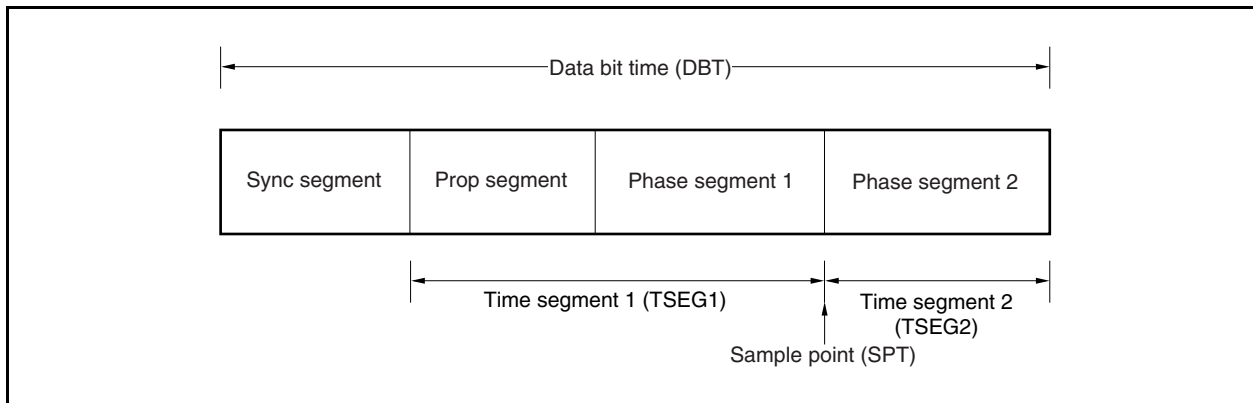 Data bit time (DBT)
Sync segment
Prop segment
Phase segment 1
Phase segment 2
Time segment 1 (TSEG1)
Time segment 2
(TSEG2)
Sample point (SPT)